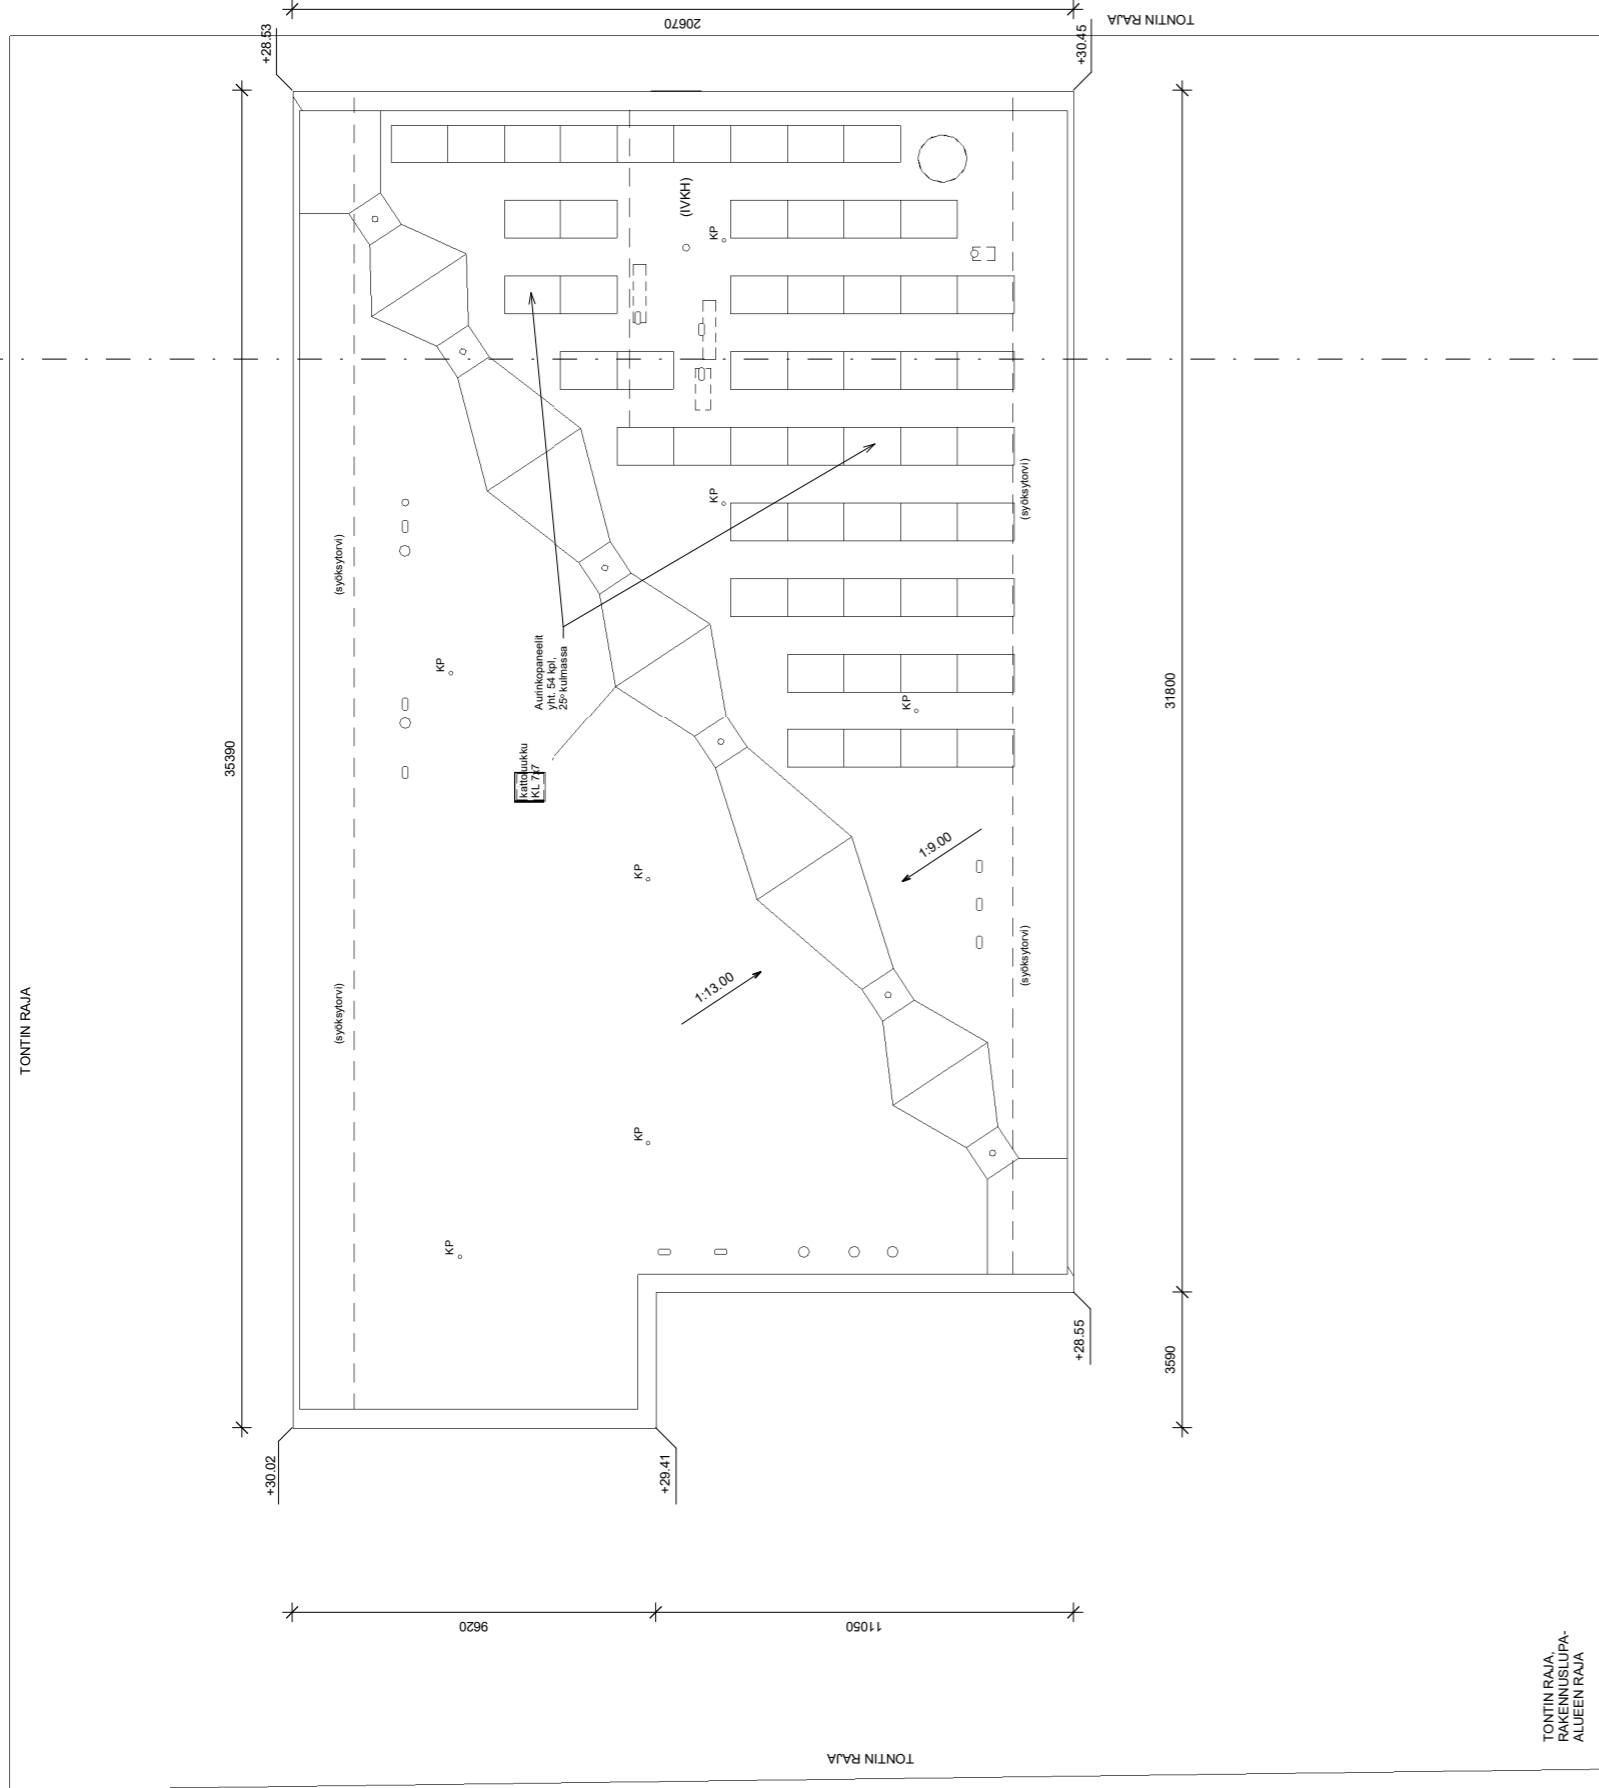 20670
TONTIN RAJA
+28.53
+30.45
(IVKH)
KP
(syöksytorvi)
KP
(syöksytorvi)
KP
Aurinkopaneelit
yht. 54 kpl,
25° kulmassa
KP
31800
35390
kattoluukku
KL 7x7
KP
1:9.00
(syöksytorvi)
1:13.00
(syöksytorvi)
TONTIN RAJA
KP
KP
+28.55
3590
+30.02
+29.41
9620
11050
TONTIN RAJA,
RAKENNUSLUPA-
ALUEEN RAJA
TONTIN RAJA